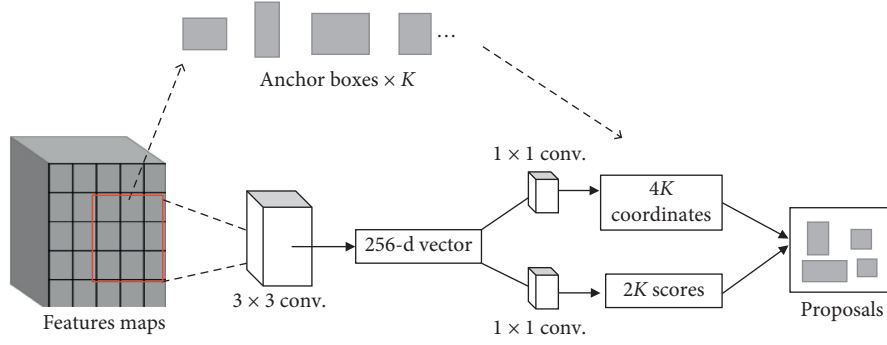 ...
Anchor boxes × K
1 × 1 conv.
4K
coordinates
256-d vector
3 × 3 conv.
2K scores
1 × 1 conv.
Features maps
Proposals